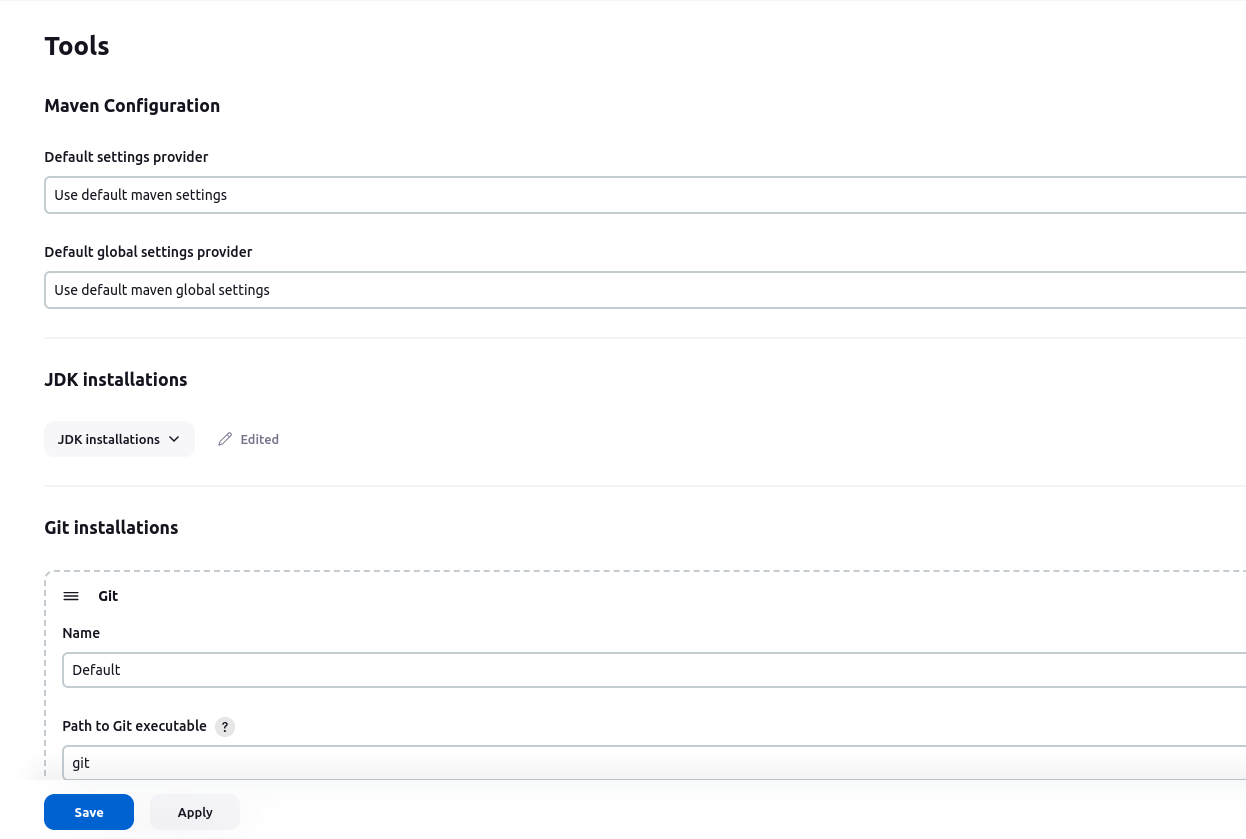 Tools
Maven Configuration
Default settings provider
Use default maven settings
Default global settings provider
Use default maven global settings
JDK installations
JDK installations
Edited
Git installations
Git
Name
Default
Path to Git executable ?
git
Save
Apply